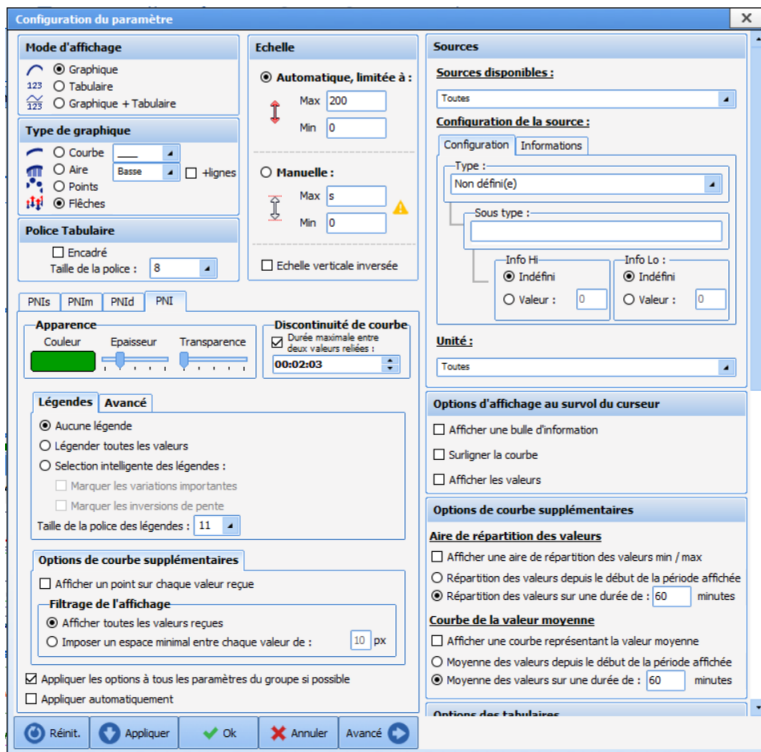 Configuration du paramètre
Mode d'affichage
Graphique
123 Tabulaire
123 Graphique + Tabulaire
Type de graphique
Courbe
Aire Basse +lignes
Points
Flêches
Police Tabulaire
Encadré
Taille de la police : 8
Echelle
Automatique, limitée à :
Max 200
Min 0
Manuelle :
Max s
Min 0
Echelle verticale inversée
PNIs PNIm PNId PNI
Apparence
Couleur Epaisseur Transparence
Discontinuité de courbe
Durée maximale entre
deux valeurs reliées :
00:02:03
Légendes Avancé
Aucune légende
Légender toutes les valeurs
Selection intelligente des légendes :
Marquer les variations importantes
Marquer les inversions de pente
Taille de la police des légendes : 11
Options de courbe supplémentaires
Afficher un point sur chaque valeur reçue
Filtrage de l'affichage
Afficher toutes les valeurs reçues
Imposer un espace minimal entre chaque valeur de : 10 px
Appliquer les options à tous les paramètres du groupe si possible
Appliquer automatiquement
Réinit. Appliquer Ok Annuler Avancé
Sources
Sources disponibles :
Toutes
Configuration de la source :
Configuration Informations
Type :
Non défini(e)
Sous type :
Info Hi
Indéfini
Valeur : 0
Info Lo :
Indéfini
Valeur : 0
Unité :
Toutes
Options d'affichage au survol du curseur
Afficher une bulle d'information
Surligner la courbe
Afficher les valeurs
Options de courbe supplémentaires
Aire de répartition des valeurs
Afficher une aire de répartition des valeurs min / max
Répartition des valeurs depuis le début de la période affichée
Répartition des valeurs sur une durée de : 60 minutes
Courbe de la valeur moyenne
Afficher une courbe représentant la valeur moyenne
Moyenne des valeurs depuis le début de la période affichée
Moyenne des valeurs sur une durée de : 60 minutes
Options des tabulaires